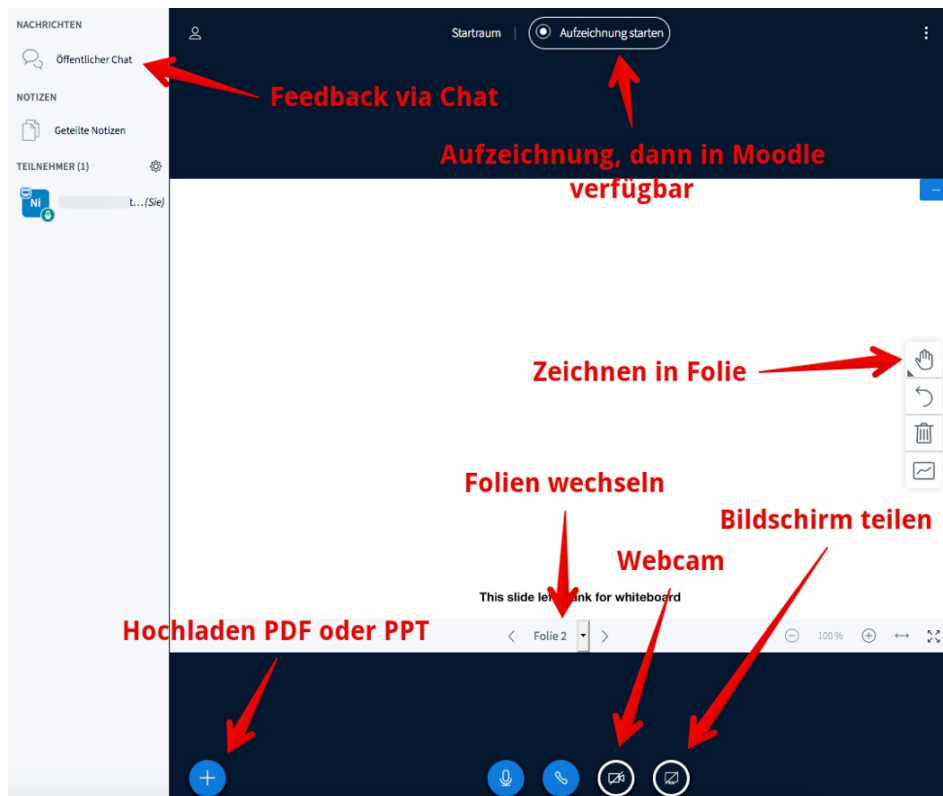 NACHRICHTEN
Öffentlicher Chat
NOTIZEN
Geteilte Notizen
TEILNEHMER (1)
Ni
t...(Sie)
Startraum | Aufzeichnung starten
Feedback via Chat
Aufzeichnung, dann in Moodle
verfügbar
Zeichnen in Folie
Folien wechseln
Bildschirm teilen
Webcam
This slide left blank for whiteboard
Hochladen PDF oder PPT
Folie 2
100 %